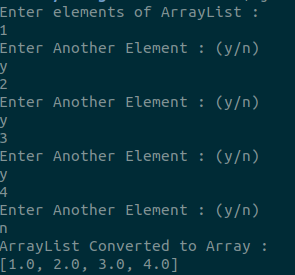 Enter elements of ArrayList :
1
Enter Another Element : (y/n)
y
2
Enter Another Element : (y/n)
y
3
Enter Another Element : (y/n)
y
4
Enter Another Element : (y/n)
n
ArrayList Converted to Array :
[1.0, 2.0, 3.0, 4.0]